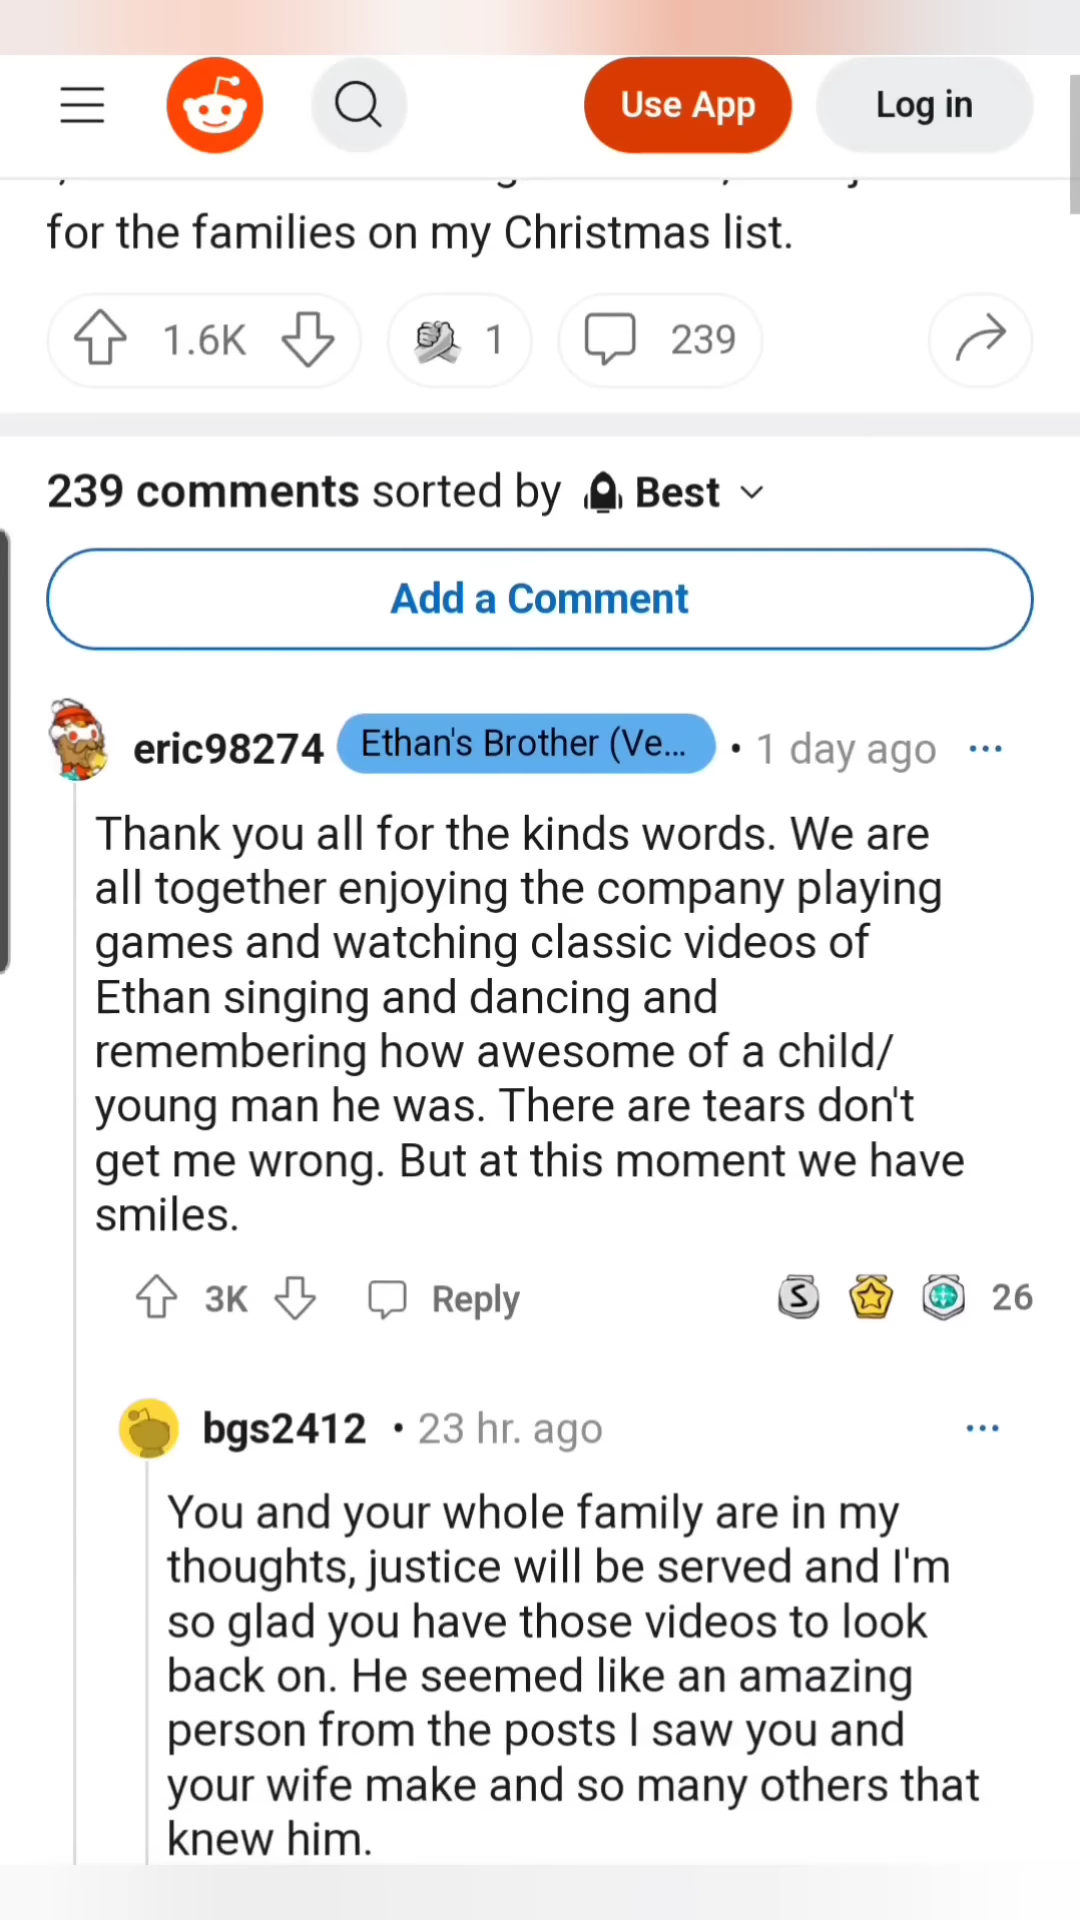 Use App
Log in
for the families on my Christmas list.
1.6K
1
239
239 comments sorted by Best
Add a Comment
eric98274 Ethan's Brother (Ve... • 1 day ago ...
Thank you all for the kinds words. We are
all together enjoying the company playing
games and watching classic videos of
Ethan singing and dancing and
remembering how awesome of a child/
young man he was. There are tears don't
get me wrong. But at this moment we have
smiles.
3K
Reply
S
26
bgs2412 • 23 hr. ago ...
You and your whole family are in my
thoughts, justice will be served and I'm
so glad you have those videos to look
back on. He seemed like an amazing
person from the posts I saw you and
your wife make and so many others that
knew him.